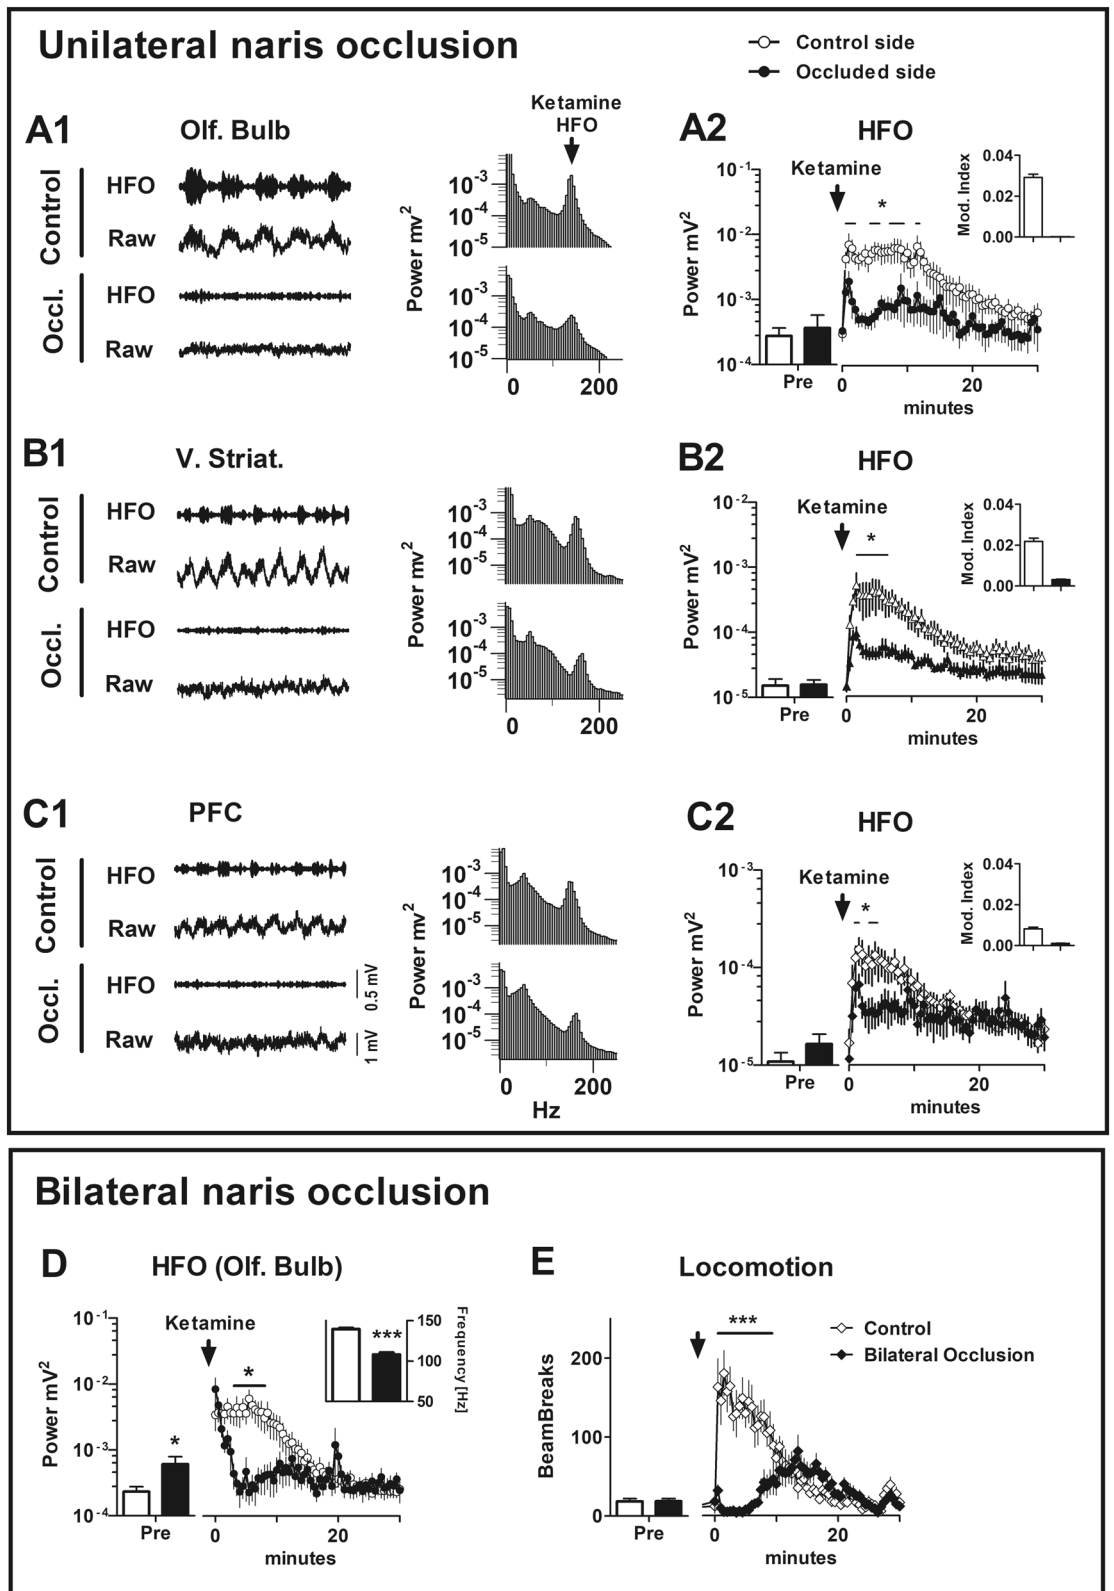 Unilateral naris occlusion
Control side
Occluded side
A1
Olf. Bulb
Control
HFO
Raw
Occl.
HFO
Raw
Ketamine
HFO
Power mv2
10-3
10-4
10-5
10-3
10-4
10-5
0 200
A2
HFO
Ketamine
*
Power mV2
10-1
10-2
10-3
10-4
Pre
0 20
minutes
Mod. Index
0.04
0.02
0.00
B1
V. Striat.
Control
HFO
Raw
Occl.
HFO
Raw
Power mv2
10-3
10-4
10-5
10-3
10-4
10-5
0 200
B2
HFO
Ketamine
*
Power mV2
10-2
10-3
10-4
10-5
Pre
0 20
minutes
Mod. Index
0.04
0.02
0.00
C1
PFC
Control
HFO
Raw
Occl.
HFO
Raw
0.5 mV
1 mV
Power mv2
10-3
10-4
10-5
10-3
10-4
10-5
0 200
Hz
C2
HFO
Ketamine
*
Power mV2
10-3
10-4
10-5
Pre
0 20
minutes
Mod. Index
0.04
0.02
0.00
Bilateral naris occlusion
D
HFO (Olf. Bulb)
Ketamine
*
*
Power mV2
10-1
10-2
10-3
10-4
Pre
0 20
minutes
***
150
100
50
Frequency [Hz]
E
Locomotion
***
Control
Bilateral Occlusion
BeamBreaks
200
100
0
Pre
0 20
minutes